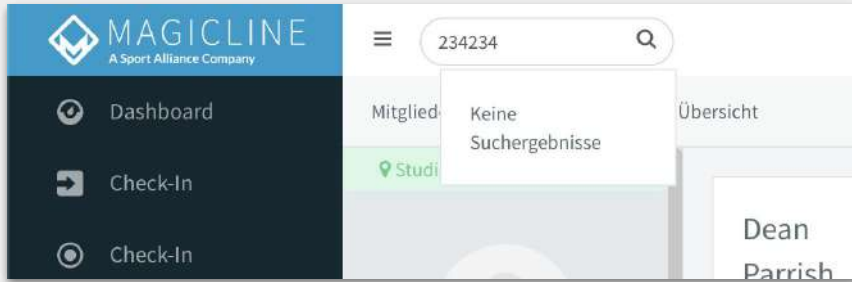 MAGICLINE
A Sport Alliance Company
234234
Dashboard
Mitglied
Keine
Suchergebnisse
Übersicht
Check-In
Studi
Check-In
Dean
Parrish